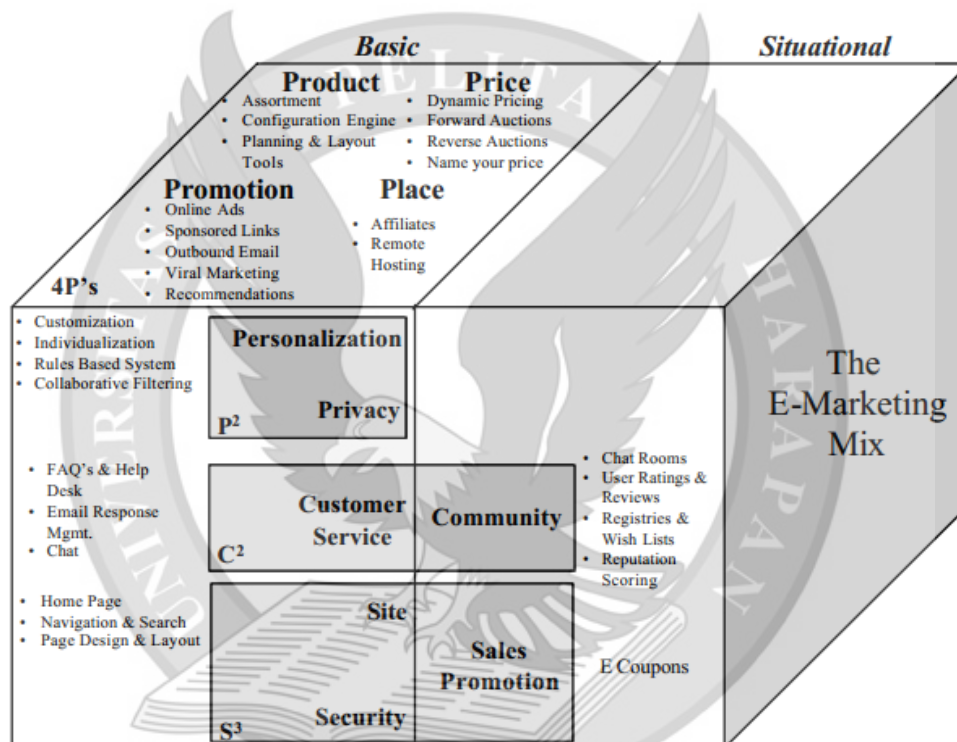 Basic
Situational
Product
• Assortment
• Configuration Engine
• Planning & Layout
Tools
Price
• Dynamic Pricing
• Forward Auctions
• Reverse Auctions
• Name your price
Promotion
• Online Ads
• Sponsored Links
• Outbound Email
• Viral Marketing
• Recommendations
Place
• Affiliates
• Remote
Hosting
4P's
• Customization
• Individualization
• Rules Based System
• Collaborative Filtering
Personalization
Privacy
P²
The
E-Marketing
Mix
• FAQ's & Help
Desk
• Email Response
Mgmt.
• Chat
Customer
Service
C²
Community
• Chat Rooms
• User Ratings &
Reviews
• Registries &
Wish Lists
• Reputation
Scoring
• Home Page
• Navigation & Search
• Page Design & Layout
Site
Security
S³
Sales
Promotion
E Coupons
UNIVERSITAS PELITA HARAPAN